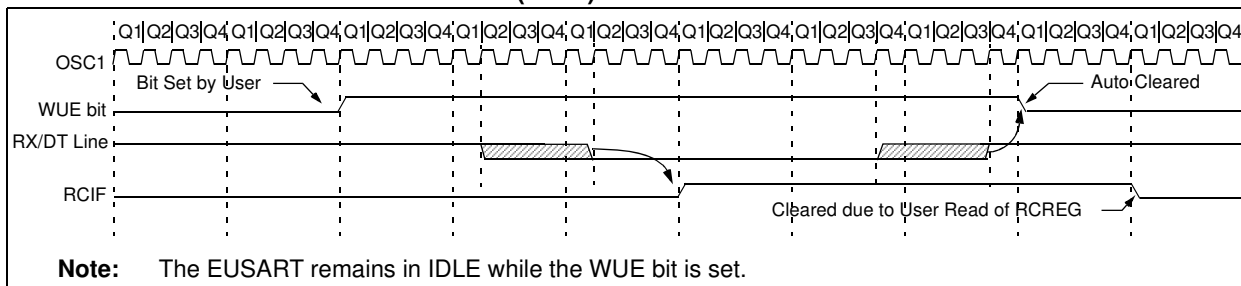 Q1 Q2 Q3 Q4 Q1 Q2 Q3 Q4 Q1 Q2 Q3 Q4 Q1 Q2 Q3 Q4 Q1 Q2 Q3 Q4 Q1 Q2 Q3 Q4 Q1 Q2 Q3 Q4 Q1 Q2 Q3 Q4 Q1 Q2 Q3 Q4 Q1 Q2 Q3 Q4
OSC1
Bit Set by User
Auto Cleared
WUE bit
RX/DT Line
RCIF
Cleared due to User Read of RCREG
Note: The EUSART remains in IDLE while the WUE bit is set.